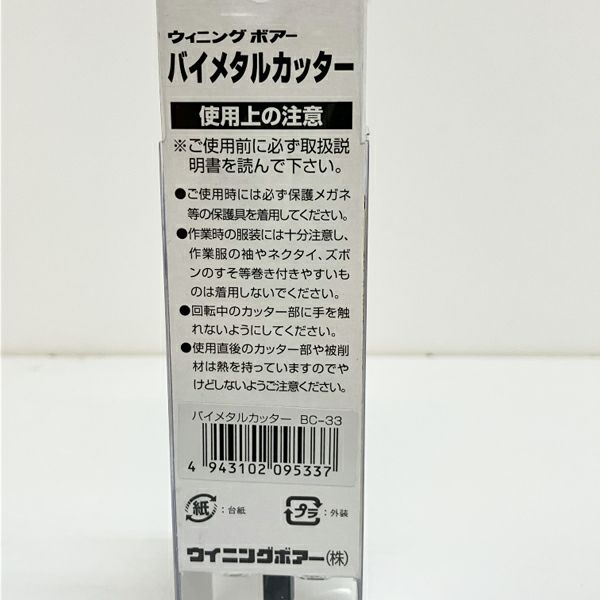 ウィニング ボアー
バイメタルカッター
使用上の注意
※ご使用前に必ず取扱説
明書を読んで下さい。
●ご使用時には必ず保護メガネ
等の保護具を着用してください。
●作業時の服装には十分注意し、
作業服の袖やネクタイ、ズボ
ンのすそ等巻き付きやすいも
のは着用しないでください。
●回転中のカッター部に手を触
れないようにしてください。
●使用直後のカッター部や被削
材は熱を持っていますのでや
けどしないようご注意ください。
バイメタルカッター BC-33
4 943102 095337
紙:台紙
プラ:外装
ウイニングボアー(株)